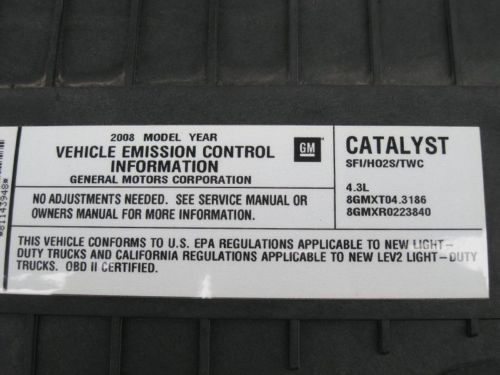 2008 MODEL YEAR
VEHICLE EMISSION CONTROL
INFORMATION
GENERAL MOTORS CORPORATION
GM
CATALYST
SFI/HO2S/TWC
NO ADJUSTMENTS NEEDED. SEE SERVICE MANUAL OR
OWNERS MANUAL FOR MORE INFORMATION.
4.3L
8GMXT04.3186
8GMXR0223840
THIS VEHICLE CONFORMS TO U.S. EPA REGULATIONS APPLICABLE TO NEW LIGHT-
DUTY TRUCKS AND CALIFORNIA REGULATIONS APPLICABLE TO NEW LEV2 LIGHT-DUTY
TRUCKS. OBD II CERTIFIED.
*81143948*